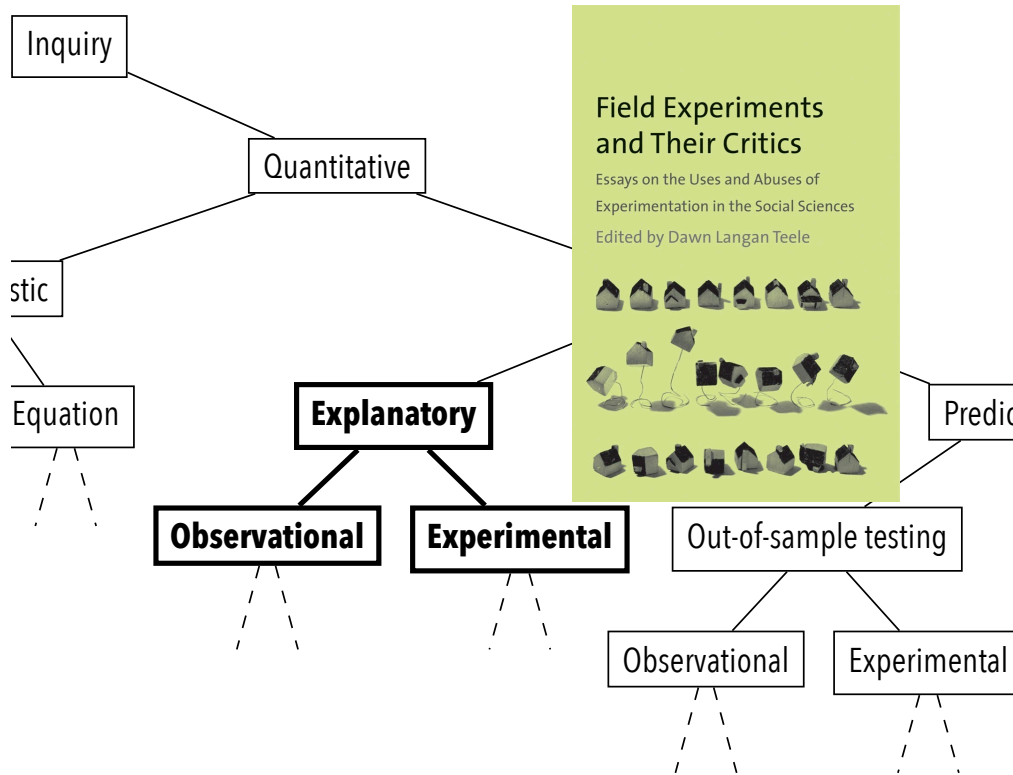 Inquiry
Quantitative
stic
Equation
Explanatory
Observational
Experimental
Field Experiments
and Their Critics
Essays on the Uses and Abuses of
Experimentation in the Social Sciences
Edited by Dawn Langan Teele
Predic
Out-of-sample testing
Observational
Experimental